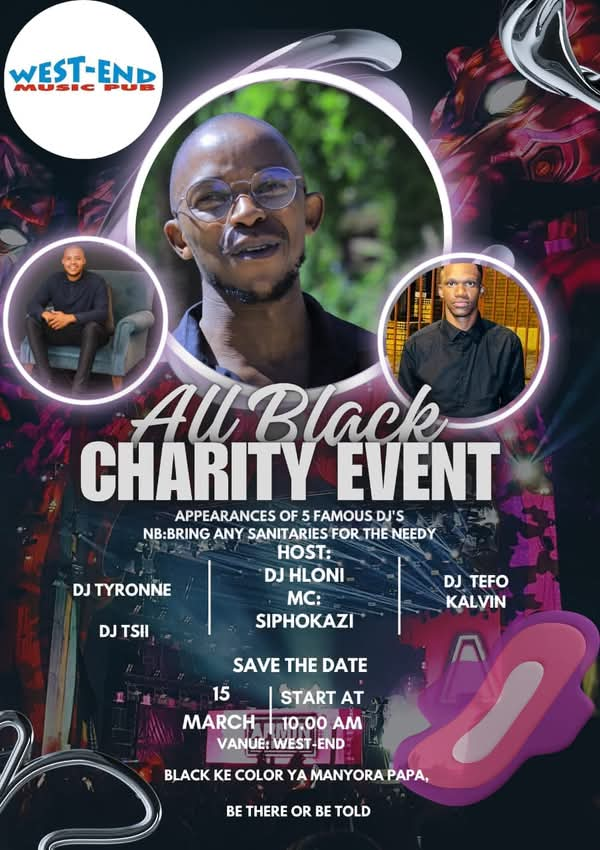 WEST-END
MUSIC PUB
All Black
CHARITY EVENT
APPEARANCES OF 5 FAMOUS DJ'S
NB:BRING ANY SANITARIES FOR THE NEEDY
HOST:
DJ HLONI
MC:
SIPHOKAZI
DJ TYRONNE
DJ TSII
DJ TEFO
KALVIN
SAVE THE DATE
15
MARCH
START AT
10.00 AM
VANUE: WEST-END
ARMIN
A
BLACK KE COLOR YA MANYORA PAPA,
BE THERE OR BE TOLD